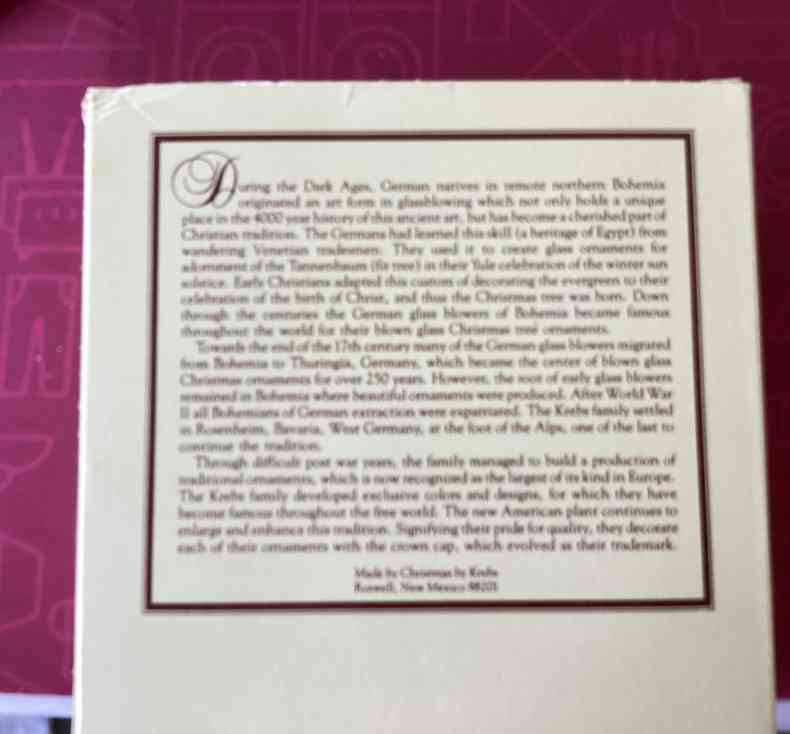 During the Dark Ages, German natives in remote northern Bohemia
originated an art form in glassblowing which not only holds a unique
place in the 4000 year history of this ancient art, but has become a cherished part of
Christian tradition. The Germans had learned this skill (a heritage of Egypt) from
wandering Venetian tradesmen. They used it to create glass ornaments for
adornment of the Tannenbaum (fir tree) in their Yule celebration of the winter sun
solstice. Early Christians adapted this custom of decorating the evergreen to their
celebration of the birth of Christ, and thus the Christmas tree was born. Down
through the centuries the German glass blowers of Bohemia became famous
throughout the world for their blown glass Christmas tree ornaments.
Towards the end of the 17th century many of the German glass blowers migrated
from Bohemia to Thuringia, Germany, which became the center of blown glass
Christmas ornaments for over 250 years. However, the root of early glass blowers
remained in Bohemia where beautiful ornaments were produced. After World War
II all Bohemians of German extraction were expatriated. The Krebs family settled
in Rosenheim, Bavaria, West Germany, at the foot of the Alps, one of the last to
continue the tradition.
Through difficult post war years, the family managed to build a production of
traditional ornaments, which is now recognized as the largest of its kind in Europe.
The Krebs family developed exclusive colors and designs, for which they have
become famous throughout the free world. The new American plant continues to
enlarge and enhance this tradition. Signifying their pride for quality, they decorate
each of their ornaments with the crown cap, which evolved as their trademark.
Made by Christmas by Krebs
Roswell, New Mexico 88201